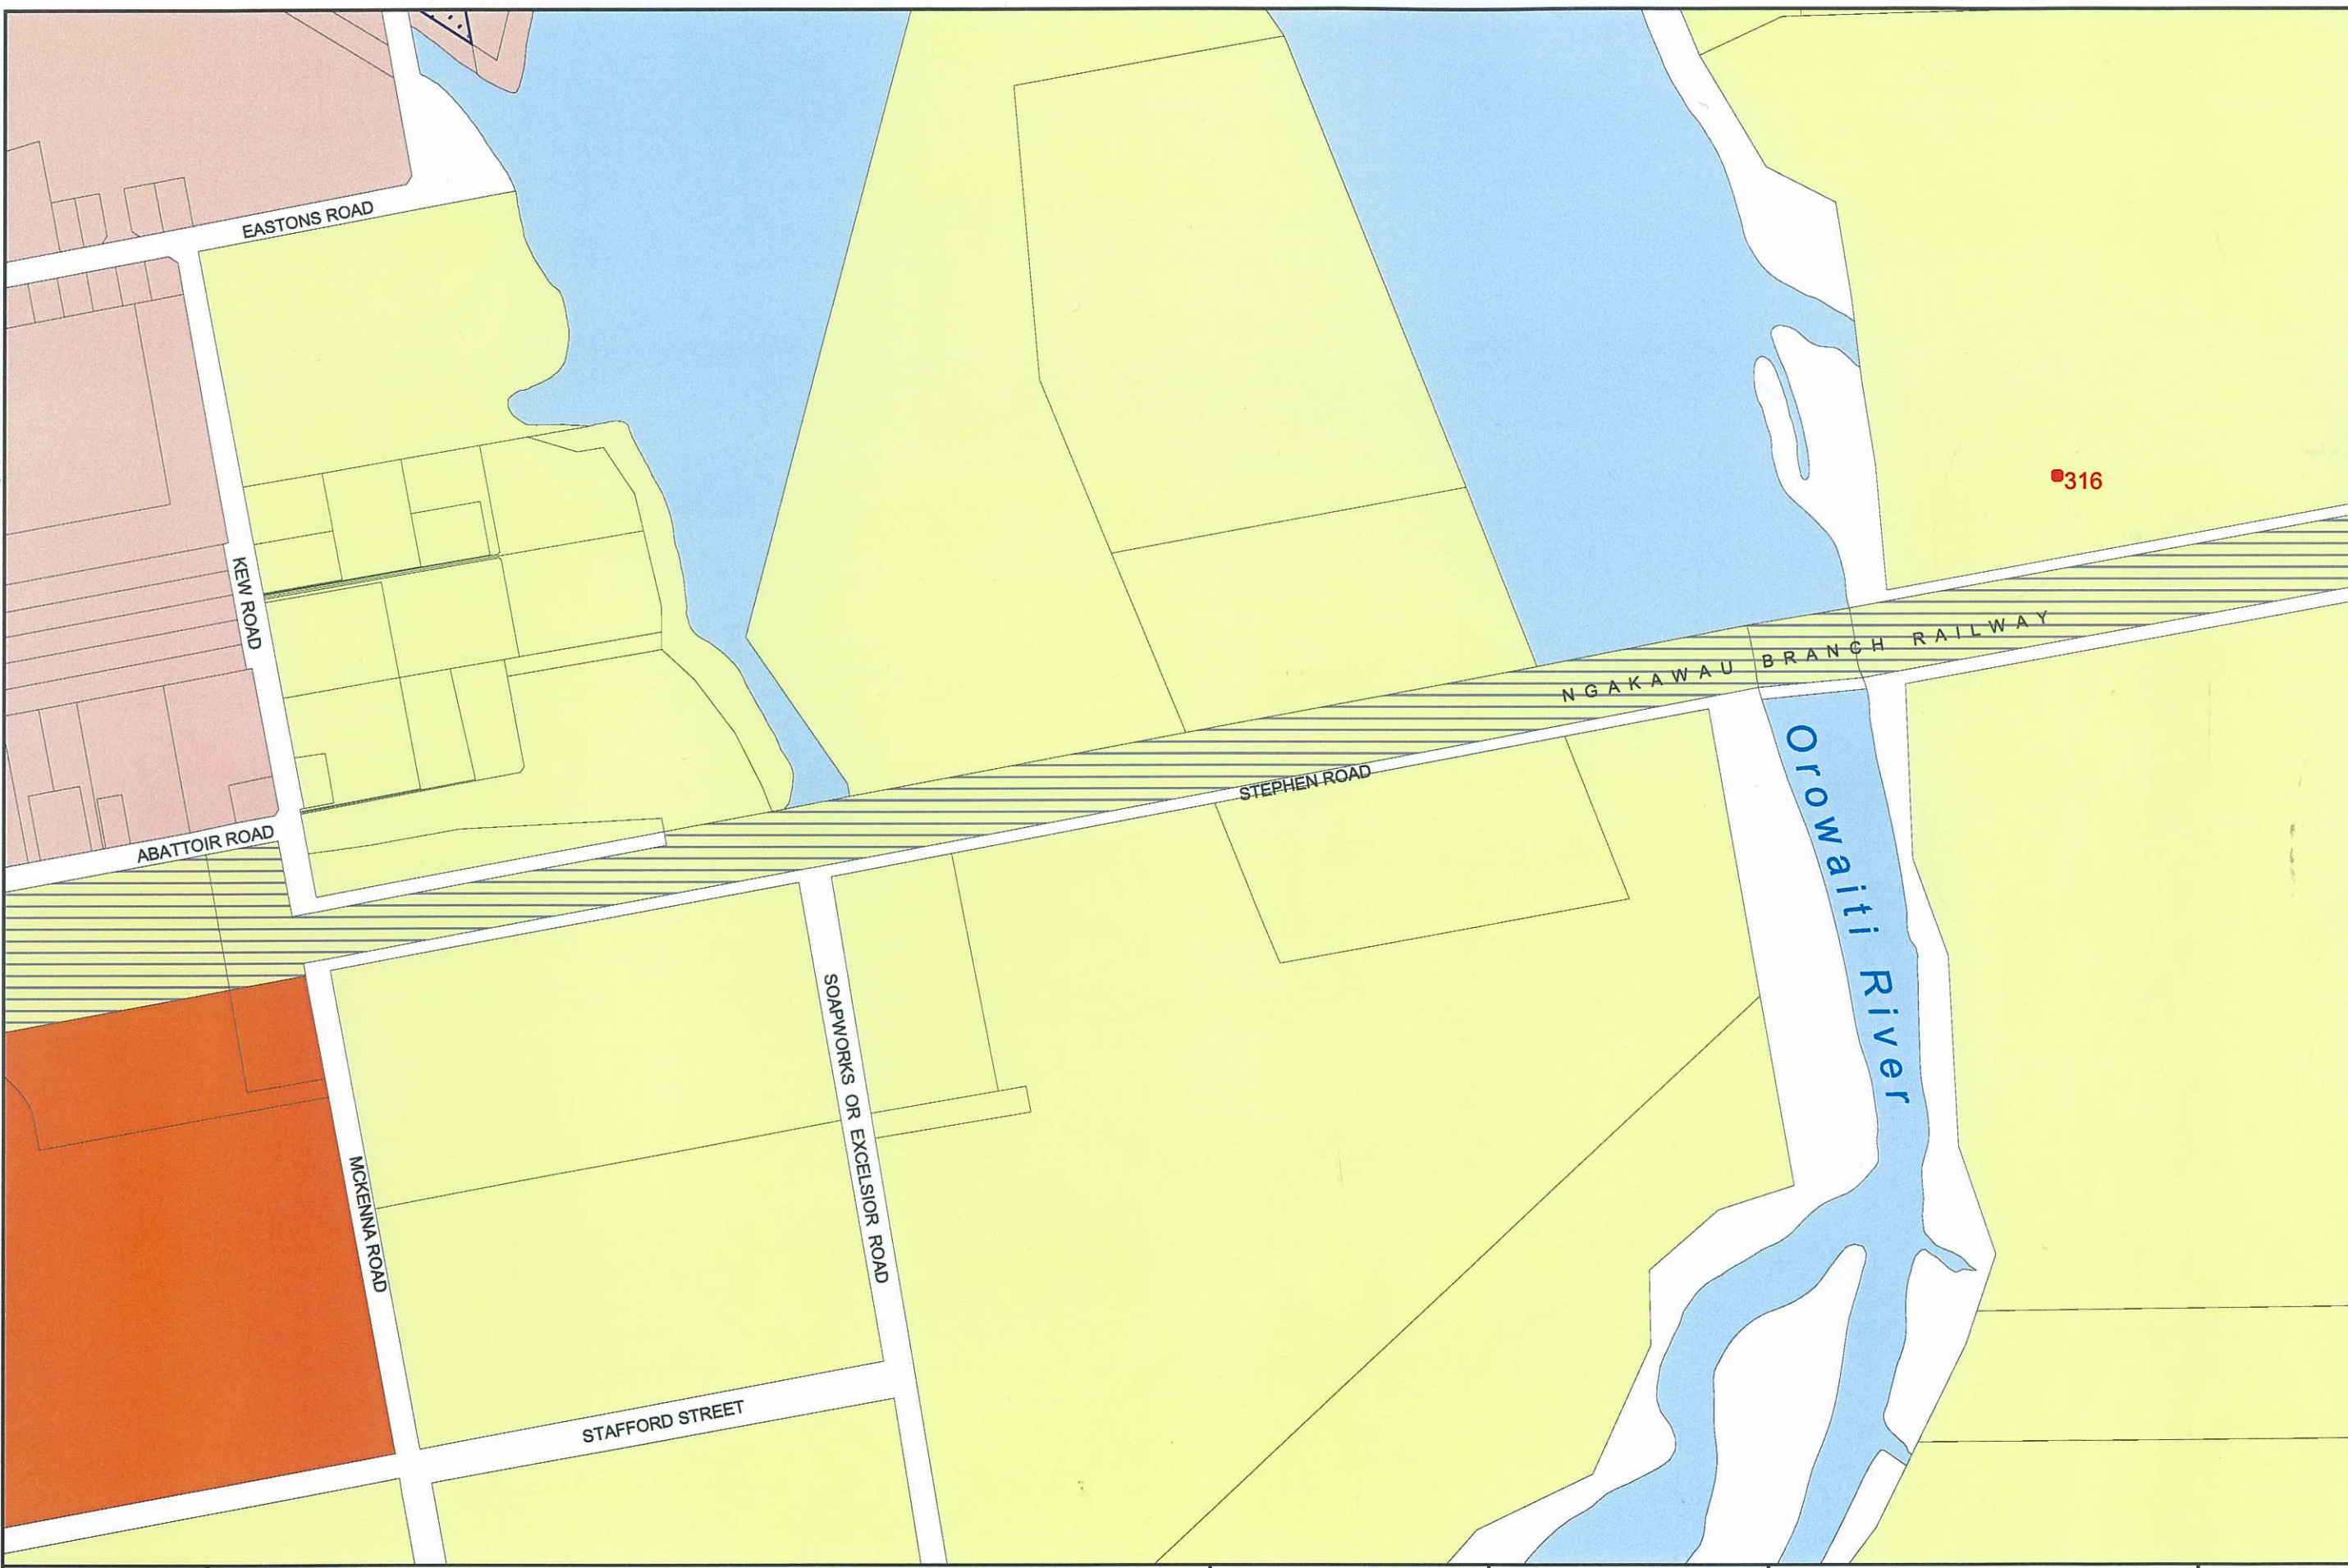 EASTONS ROAD
316
KEW ROAD
NGAKAWAU BRANCH RAILWAY
STEPHEN ROAD
Orowaiti River
ABATTOIR ROAD
SOAPWORKS OR EXCELSIOR ROAD
MCKENNA ROAD
STAFFORD STREET